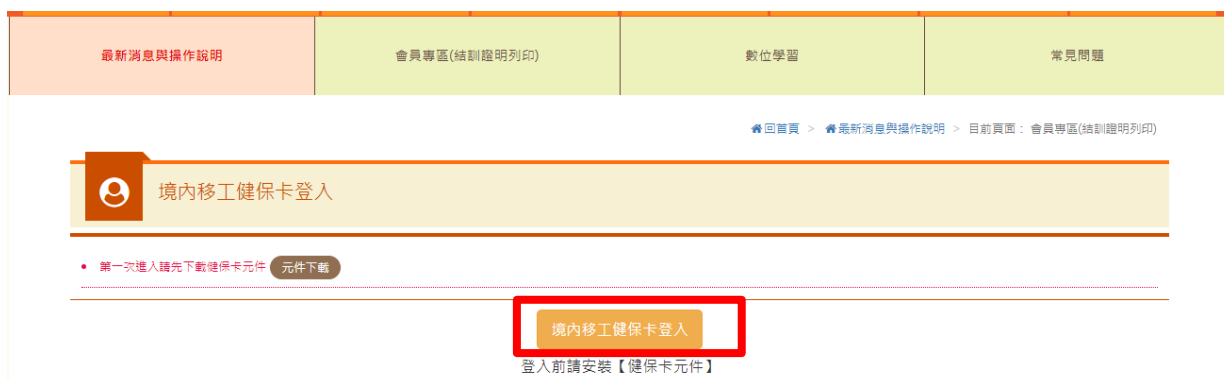 最新消息與操作說明
會員專區(結訓證明列印)
數位學習
常見問題
回首頁 > 最新消息與操作說明 > 目前頁面： 會員專區(結訓證明列印)
境內移工健保卡登入
第一次進入請先下載健保卡元件 元件下載
境內移工健保卡登入
登入前請安裝【健保卡元件】